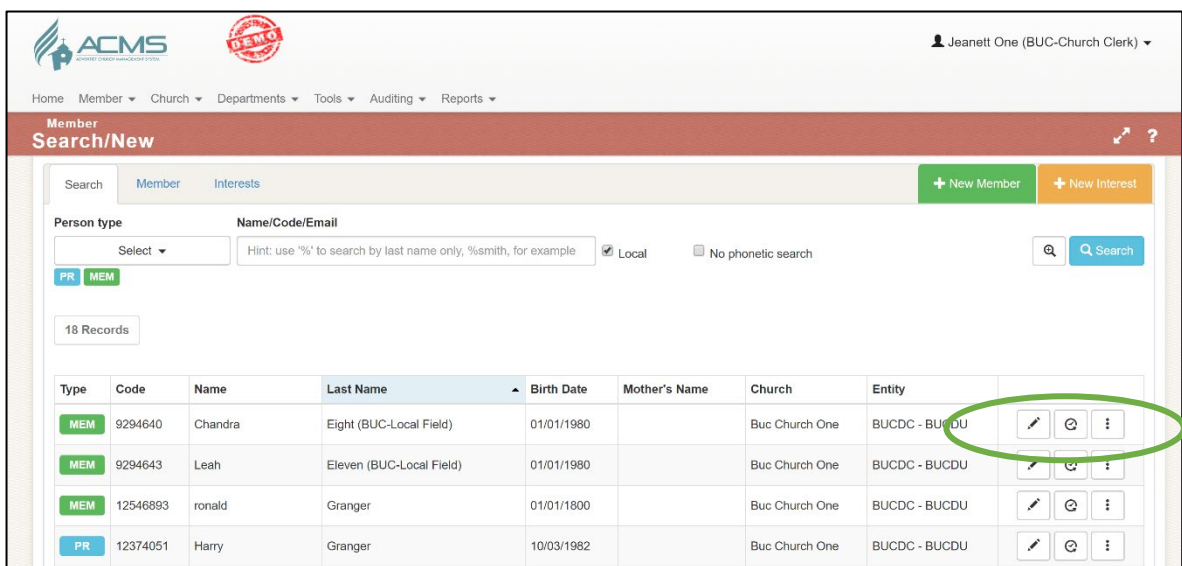 ACMS
ADVENTIST CHURCH MANAGEMENT SYSTEM
DEMO
Jeanett One (BUC-Church Clerk)
Home Member Church Departments Tools Auditing Reports
Member
Search/New
?
Search Member Interests + New Member + New Interest
Person type Name/Code/Email
Select Hint: use '%' to search by last name only, %smith, for example Local No phonetic search Search
PR MEM
18 Records
Type Code Name Last Name Birth Date Mother's Name Church Entity
MEM 9294640 Chandra Eight (BUC-Local Field) 01/01/1980 Buc Church One BUCDC - BUCDU
MEM 9294643 Leah Eleven (BUC-Local Field) 01/01/1980 Buc Church One BUCDC - BUCDU
MEM 12546893 ronald Granger 01/01/1800 Buc Church One BUCDC - BUCDU
PR 12374051 Harry Granger 10/03/1982 Buc Church One BUCDC - BUCDU